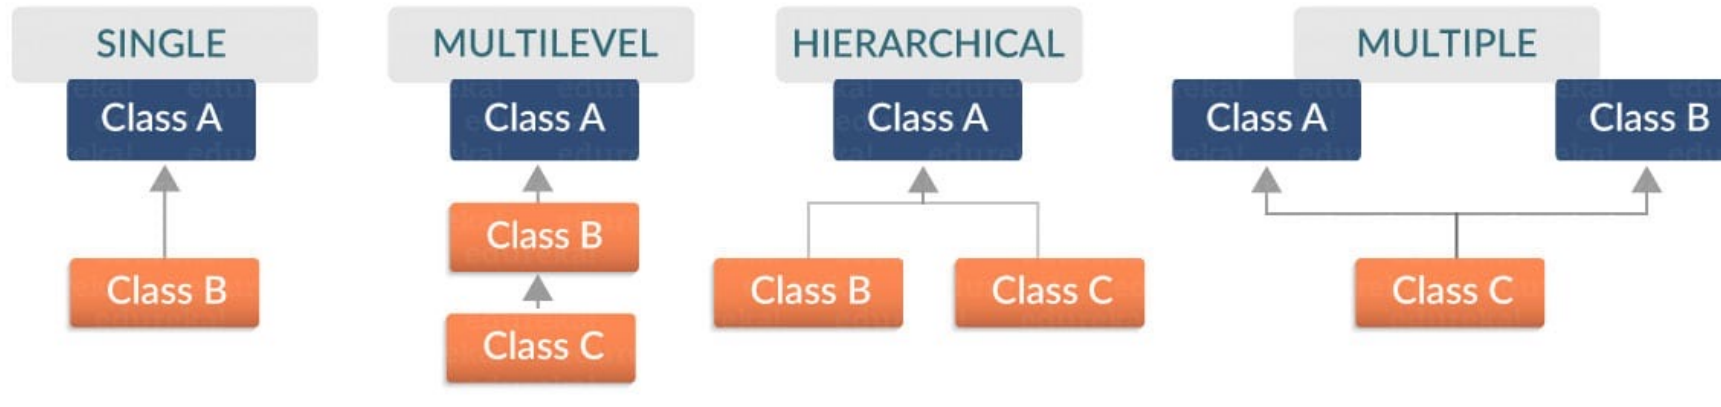 SINGLE
Class A
Class B
MULTILEVEL
Class A
Class B
Class C
HIERARCHICAL
Class A
Class B
Class C
MULTIPLE
Class A
Class B
Class C